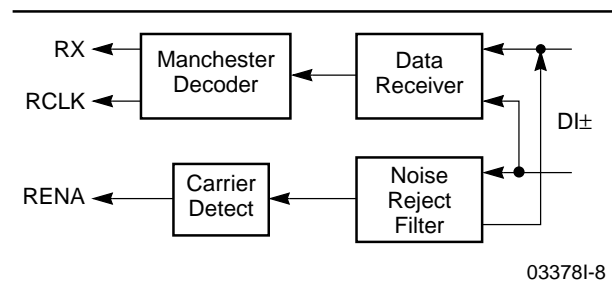 RX
RCLK
Manchester
Decoder
Data
Receiver
DI±
RENA
Carrier
Detect
Noise
Reject
Filter
03378I-8